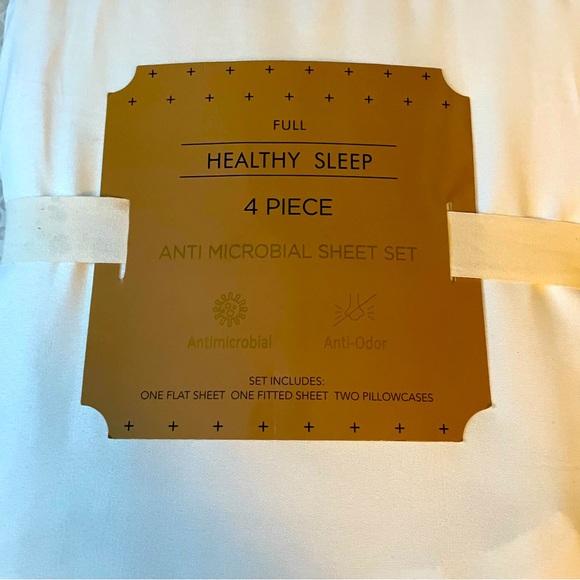 FULL
HEALTHY SLEEP
4 PIECE
ANTI MICROBIAL SHEET SET
Antimicrobial Anti-Odor
SET INCLUDES:
ONE FLAT SHEET ONE FITTED SHEET TWO PILLOWCASES